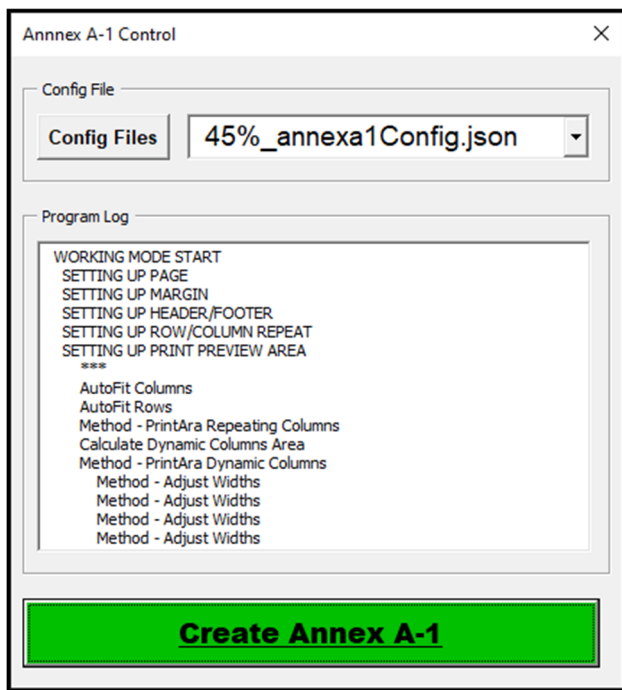 Annnex A-1 Control
Config File
Config Files
45%_annexa1Config.json
Program Log
WORKING MODE START
SETTING UP PAGE
SETTING UP MARGIN
SETTING UP HEADER/FOOTER
SETTING UP ROW/COLUMN REPEAT
SETTING UP PRINT PREVIEW AREA
***
AutoFit Columns
AutoFit Rows
Method - PrintAra Repeating Columns
Calculate Dynamic Columns Area
Method - PrintAra Dynamic Columns
Method - Adjust Widths
Method - Adjust Widths
Method - Adjust Widths
Method - Adjust Widths
Create Annex A-1